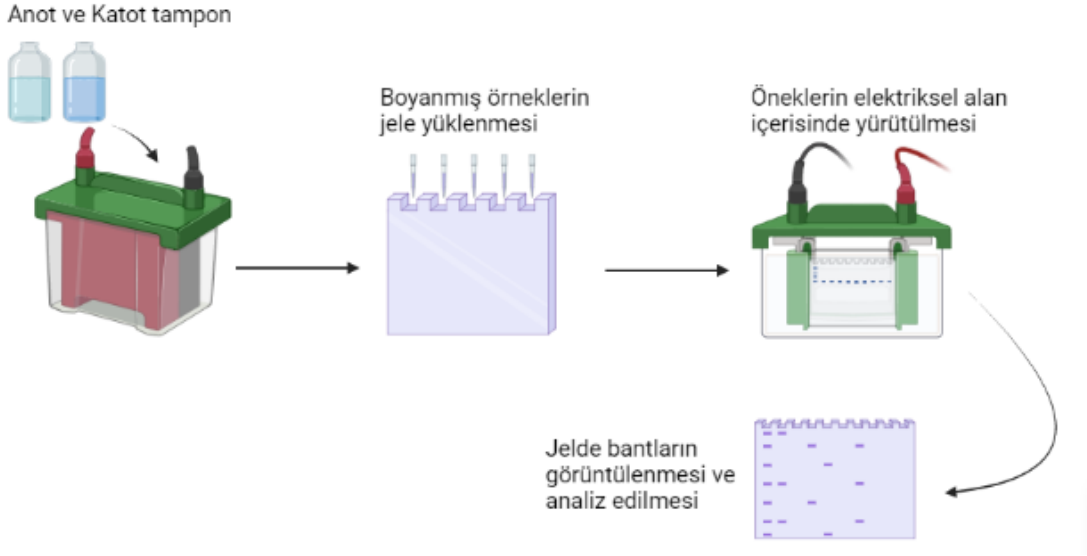 Anot ve Katot tampon
Boyanmış örneklerin
jele yüklenmesi
Öneklerin elektriksel alan
içerisinde yürütülmesi
Jelde bantların
görüntülenmesi ve
analiz edilmesi